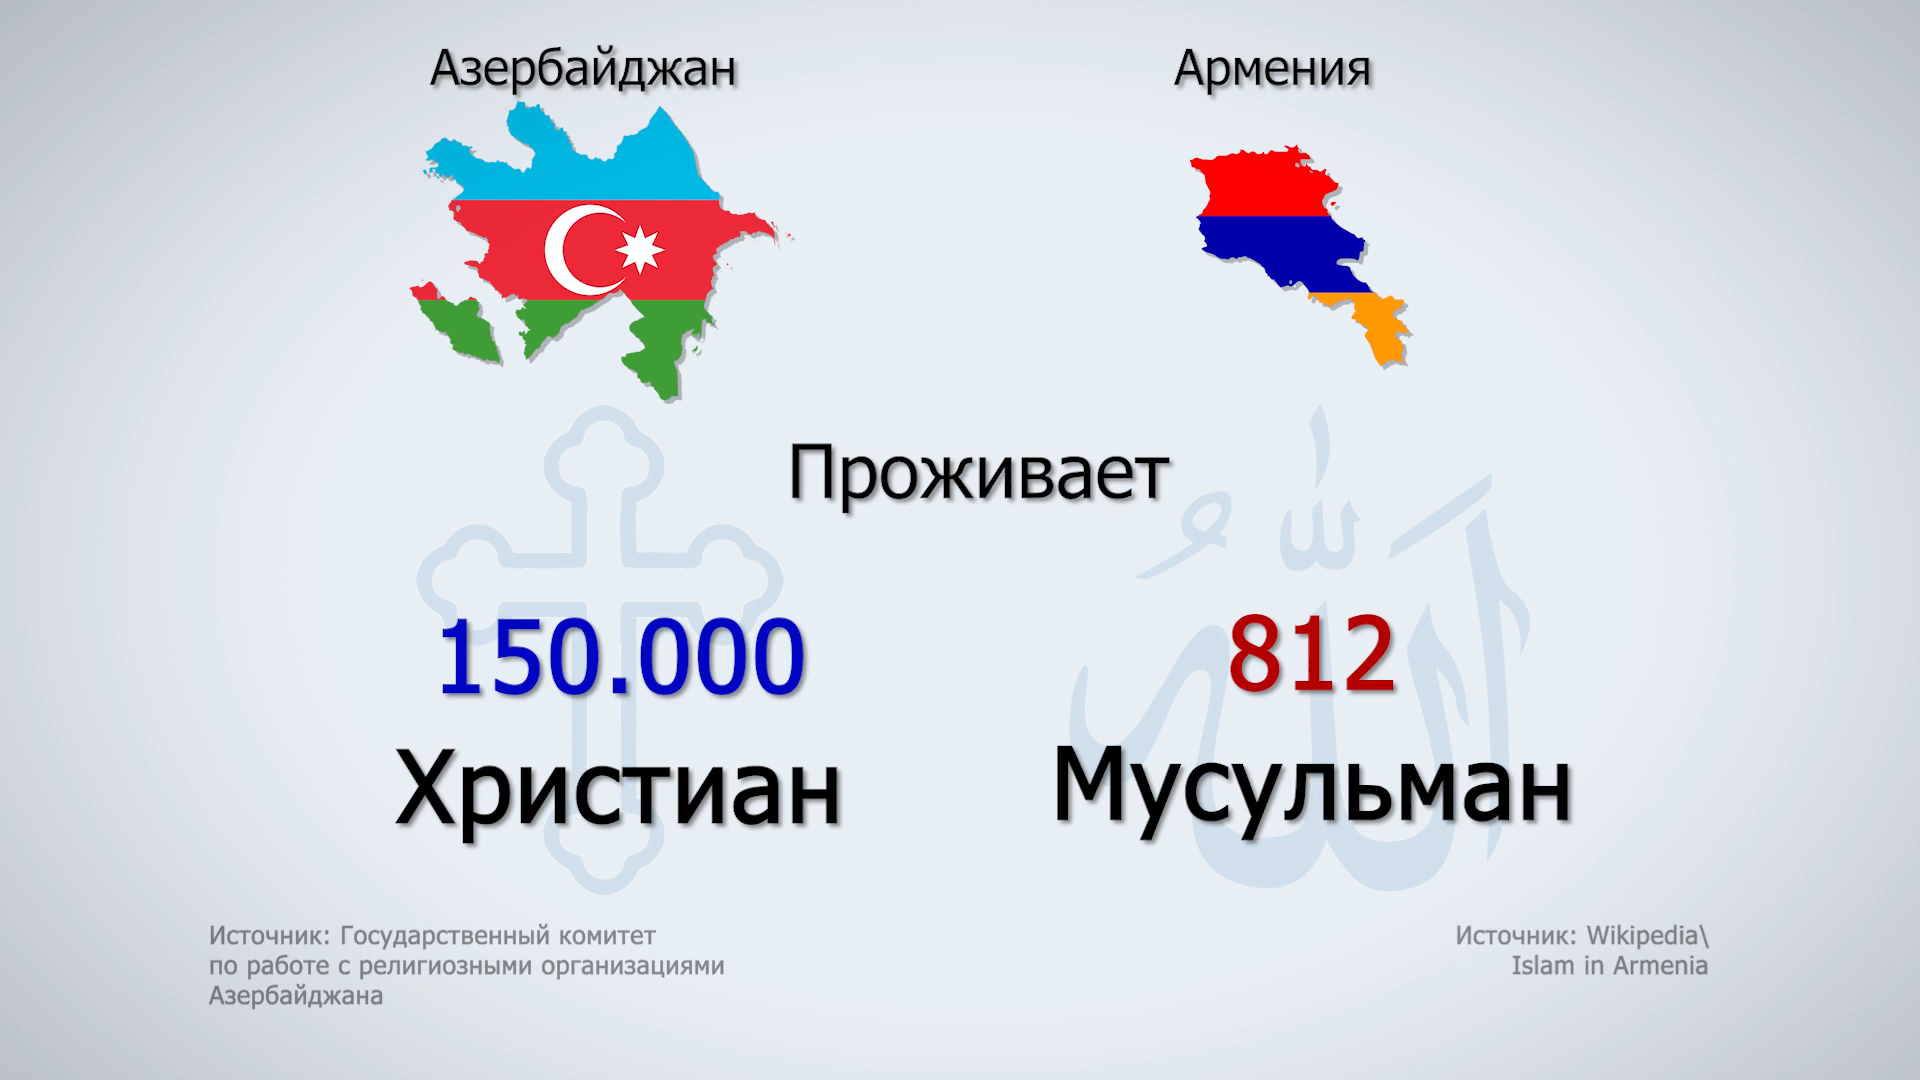 Азербайджан
Армения
Проживает
150.000
Христиан
812
Мусульман
Источник: Государственный комитет
по работе с религиозными организациями
Азербайджана
Источник: Wikipedia\
Islam in Armenia
الله